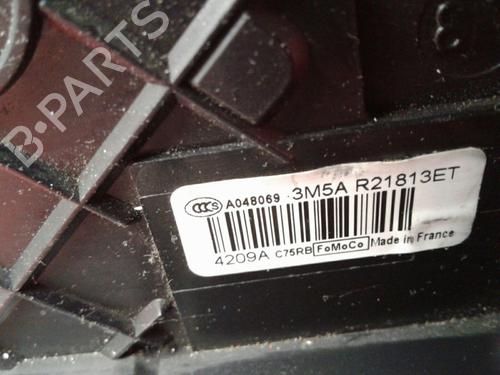 B-PARTS
CCC S A048069 3M5A R21813ET
4209A C75RB FoMoCo Made in France